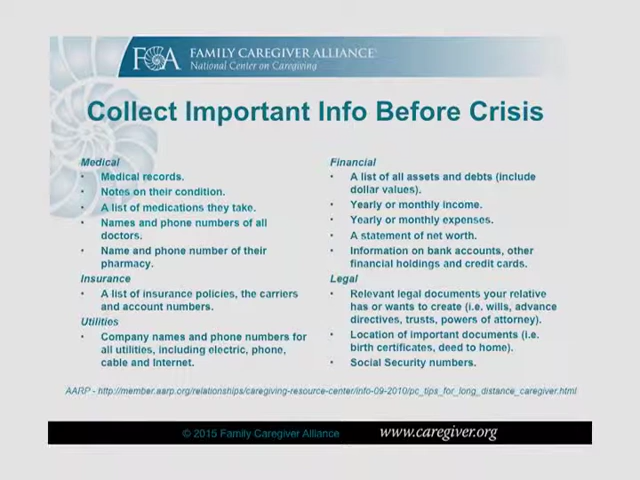 FCA
FAMILY CAREGIVER ALLIANCE®
National Center on Caregiving
Collect Important Info Before Crisis
Medical
• Medical records.
• Notes on their condition.
• A list of medications they take.
• Names and phone numbers of all
doctors.
• Name and phone number of their
pharmacy.
Insurance
• A list of insurance policies, the carriers
and account numbers.
Utilities
• Company names and phone numbers for
all utilities, including electric, phone,
cable and Internet.
Financial
• A list of all assets and debts (include
dollar values).
• Yearly or monthly income.
• Yearly or monthly expenses.
• A statement of net worth.
• Information on bank accounts, other
financial holdings and credit cards.
Legal
• Relevant legal documents your relative
has or wants to create (i.e. wills, advance
directives, trusts, powers of attorney).
• Location of important documents (i.e.
birth certificates, deed to home).
• Social Security numbers.
AARP - http://member.aarp.org/relationships/caregiving-resource-center/info-09-2010/pc_tips_for_long_distance_caregiver.html
© 2015 Family Caregiver Alliance
www.caregiver.org